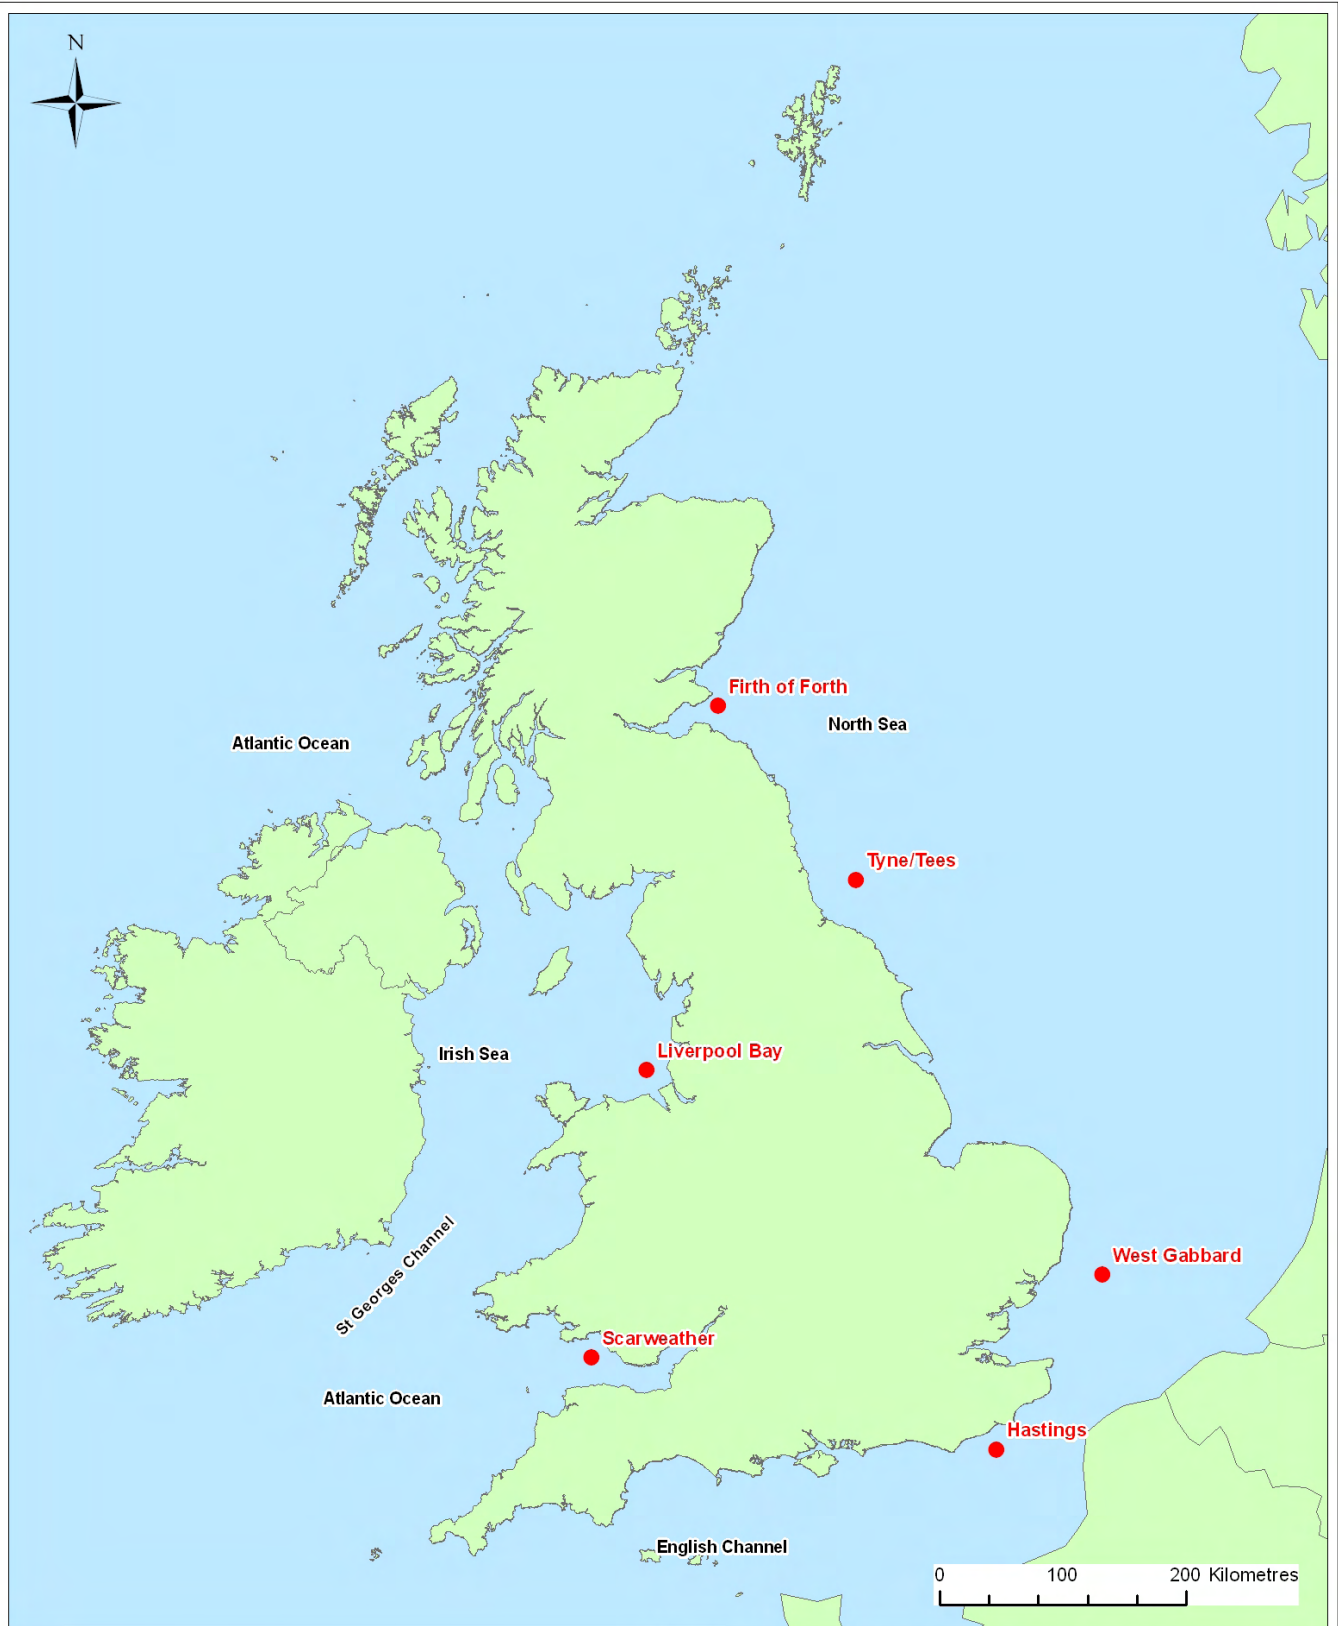 N
Firth of Forth
North Sea
Atlantic Ocean
Tyne/Tees
Liverpool Bay
Irish Sea
St Georges Channel
West Gabbard
Scarweather
Atlantic Ocean
Hastings
English Channel
0 100 200 Kilometres